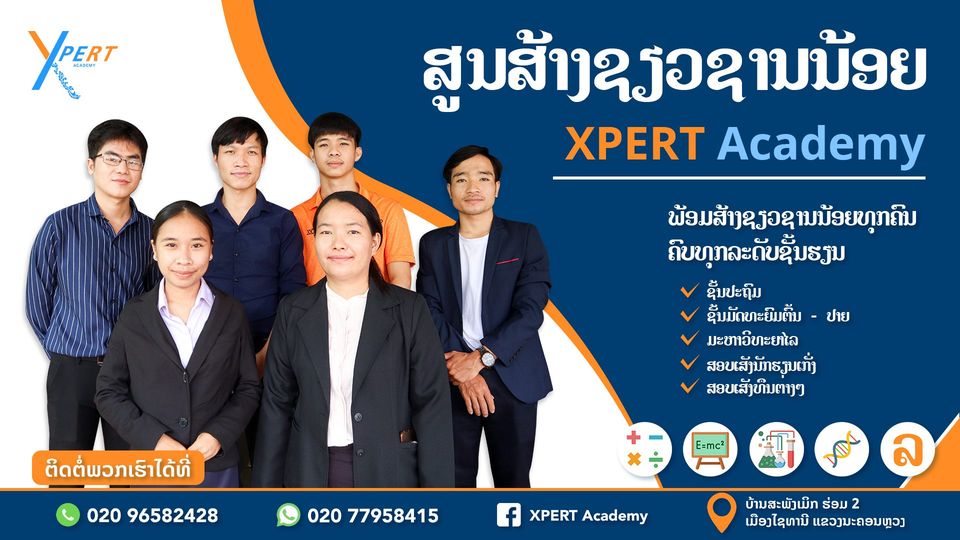 XPERT
ACADEMY
ສູນສ້າງຊຽວຊານນ້ອຍ
XPERT Academy
ພ້ອມສ້າງຊຽວຊານນ້ອຍທຸກຄົນ
ຄົບທຸກລະດັບຊັ້ນຮຽນ
ຊັ້ນປະຖົມ
ຊັ້ນມັດທະຍົມຕົ້ນ - ປາຍ
ມະຫາວິທະຍາໄລ
ສອບເສັງນັກຮຽນເກັ່ງ
ສອບເສັງທຶນຕ່າງໆ
E=mc²
ລ
ຕິດຕໍ່ພວກເຮົາໄດ້ທີ່
020 96582428
020 77958415
XPERT Academy
ບ້ານສະພັງເມິກ ຮ່ອມ 2
ເມືອງໄຊທານີ ແຂວງນະຄອນຫຼວງ